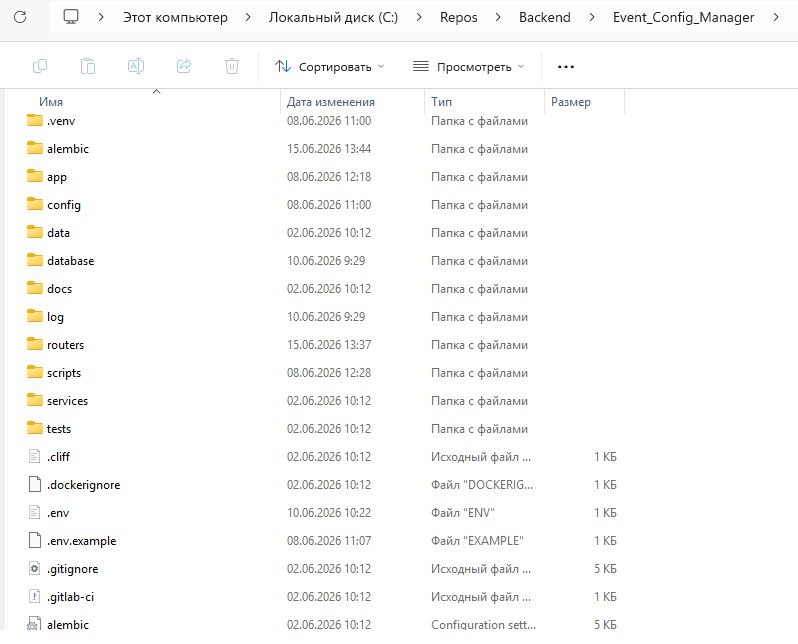 Этот компьютер > Локальный диск (C:) > Repos > Backend > Event_Config_Manager >
Сортировать Просмотреть ...
Имя Дата изменения Тип Размер
.venv 08.06.2026 11:00 Папка с файлами
alembic 15.06.2026 13:44 Папка с файлами
app 08.06.2026 12:18 Папка с файлами
config 08.06.2026 11:00 Папка с файлами
data 02.06.2026 10:12 Папка с файлами
database 10.06.2026 9:29 Папка с файлами
docs 02.06.2026 10:12 Папка с файлами
log 10.06.2026 9:29 Папка с файлами
routers 15.06.2026 13:37 Папка с файлами
scripts 08.06.2026 12:28 Папка с файлами
services 02.06.2026 10:12 Папка с файлами
tests 02.06.2026 10:12 Папка с файлами
.cliff 02.06.2026 10:12 Исходный файл ... 1 КБ
.dockerignore 02.06.2026 10:12 Файл "DOCKERIG... 1 КБ
.env 10.06.2026 10:22 Файл "ENV" 1 КБ
.env.example 08.06.2026 11:07 Файл "EXAMPLE" 1 КБ
.gitignore 02.06.2026 10:12 Исходный файл ... 5 КБ
.gitlab-ci 02.06.2026 10:12 Исходный файл ... 1 КБ
alembic 02.06.2026 10:12 Configuration sett... 5 КБ